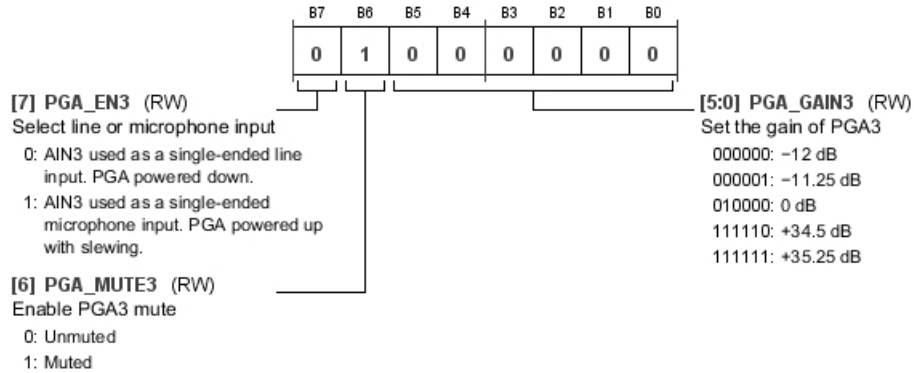 B7 B6 B5 B4 B3 B2 B1 B0
0 1 0 0 0 0 0 0
[7] PGA_EN3 (RW)
Select line or microphone input
0: AIN3 used as a single-ended line
input. PGA powered down.
1: AIN3 used as a single-ended
microphone input. PGA powered up
with slewing.
[6] PGA_MUTE3 (RW)
Enable PGA3 mute
0: Unmuted
1: Muted
[5:0] PGA_GAIN3 (RW)
Set the gain of PGA3
000000: −12 dB
000001: −11.25 dB
010000: 0 dB
111110: +34.5 dB
111111: +35.25 dB